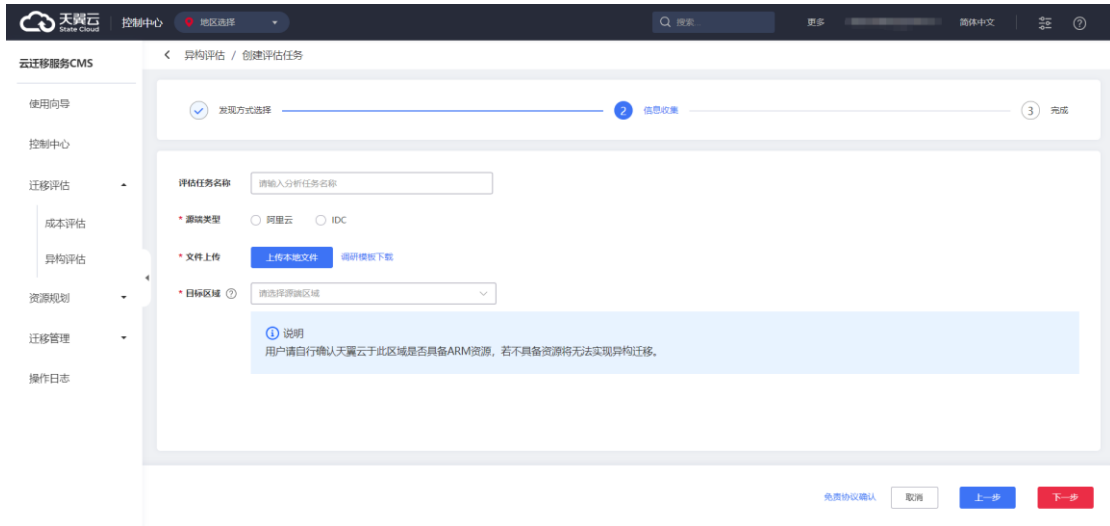 天翼云
State Cloud
控制中心
地区选择
搜索...
更多
简体中文
云迁移服务CMS
异构评估 / 创建评估任务
使用向导
控制中心
迁移评估
成本评估
异构评估
资源规划
迁移管理
操作日志
发现方式选择
2 信息收集
3 完成
评估任务名称 请输入分析任务名称
* 源端类型 阿里云 IDC
* 文件上传 上传本地文件 调研模板下载
* 目标区域 请选择源端区域
说明
用户请自行确认天翼云于此区域是否具备ARM资源，若不具备资源将无法实现异构迁移。
免责协议确认 取消 上一步 下一步